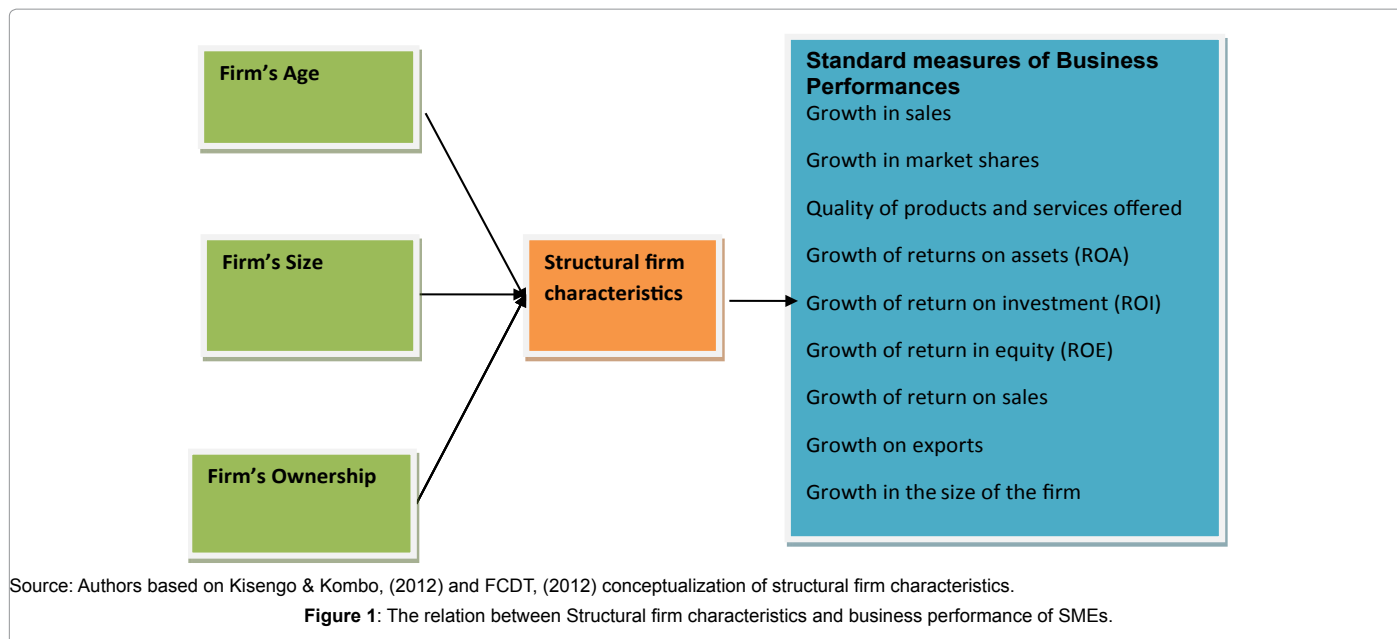 Firm's Age
Firm's Size
Firm's Ownership
Structural firm
characteristics
Standard measures of Business
Performances
Growth in sales
Growth in market shares
Quality of products and services offered
Growth of returns on assets (ROA)
Growth of return on investment (ROI)
Growth of return in equity (ROE)
Growth of return on sales
Growth on exports
Growth in the size of the firm
Source: Authors based on Kisengo & Kombo, (2012) and FCDT, (2012) conceptualization of structural firm characteristics.
Figure 1: The relation between Structural firm characteristics and business performance of SMEs.